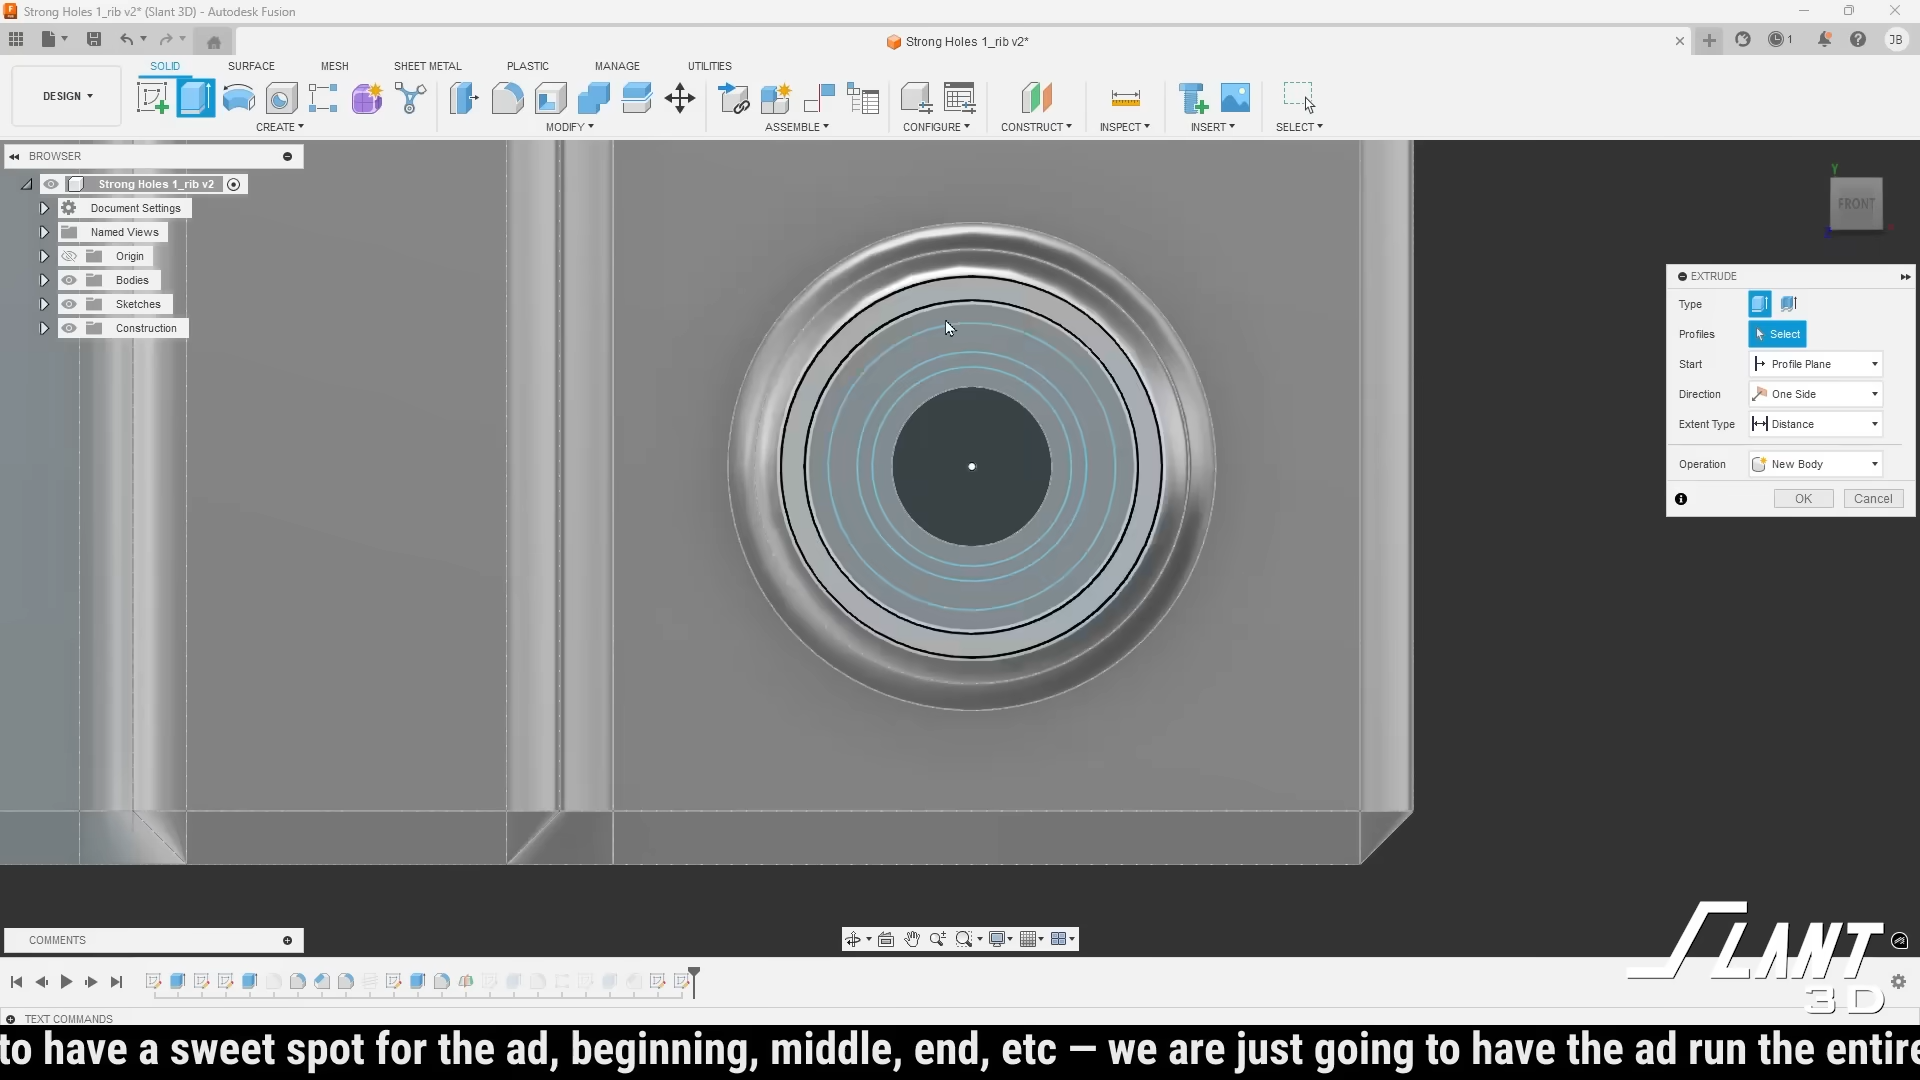 Strong Holes 1_rib v2* (Slant 3D) - Autodesk Fusion
Strong Holes 1_rib v2*
1
JB
DESIGN
SOLID SURFACE MESH SHEET METAL PLASTIC MANAGE UTILITIES
CREATE MODIFY ASSEMBLE CONFIGURE CONSTRUCT INSPECT INSERT SELECT
BROWSER
Strong Holes 1_rib v2
Document Settings
Named Views
Origin
Bodies
Sketches
Construction
Y
FRONT
EXTRUDE
Type
Profiles Select
Start Profile Plane
Direction One Side
Extent Type Distance
Operation New Body
OK Cancel
COMMENTS
SLANT
3D
TEXT COMMANDS
to have a sweet spot for the ad, beginning, middle, end, etc — we are just going to have the ad run the entire